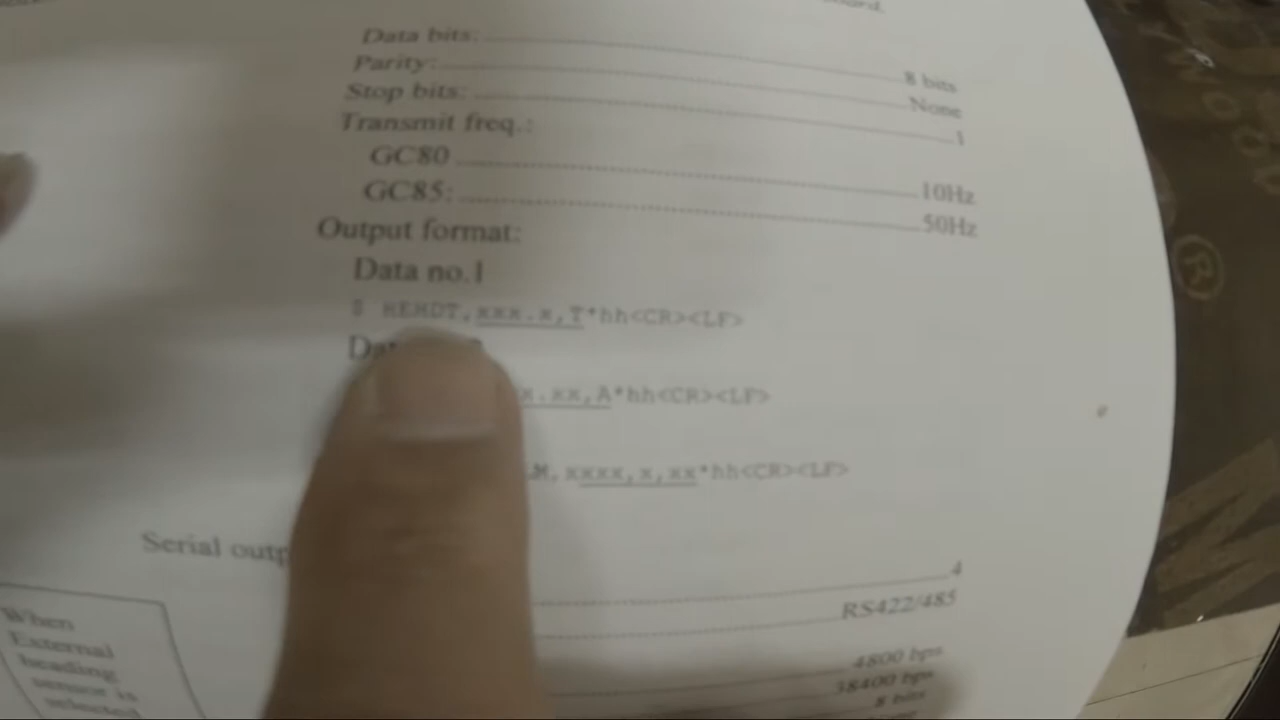 Data bits: 8 bits
Parity: None
Stop bits: 1
Transmit freq.:
GC80 10Hz
GC85: 50Hz
Output format:
Data no.1
$ HEHDT,xxx.x,T*hh<CR><LF>
x.xx,A*hh<CR><LF>
M,xxxx,x,xx*hh<CR><LF>
Serial outp
4
RS422/485
4800 bps
38400 bps
8 bits
When
External
heading
sensor is
selected